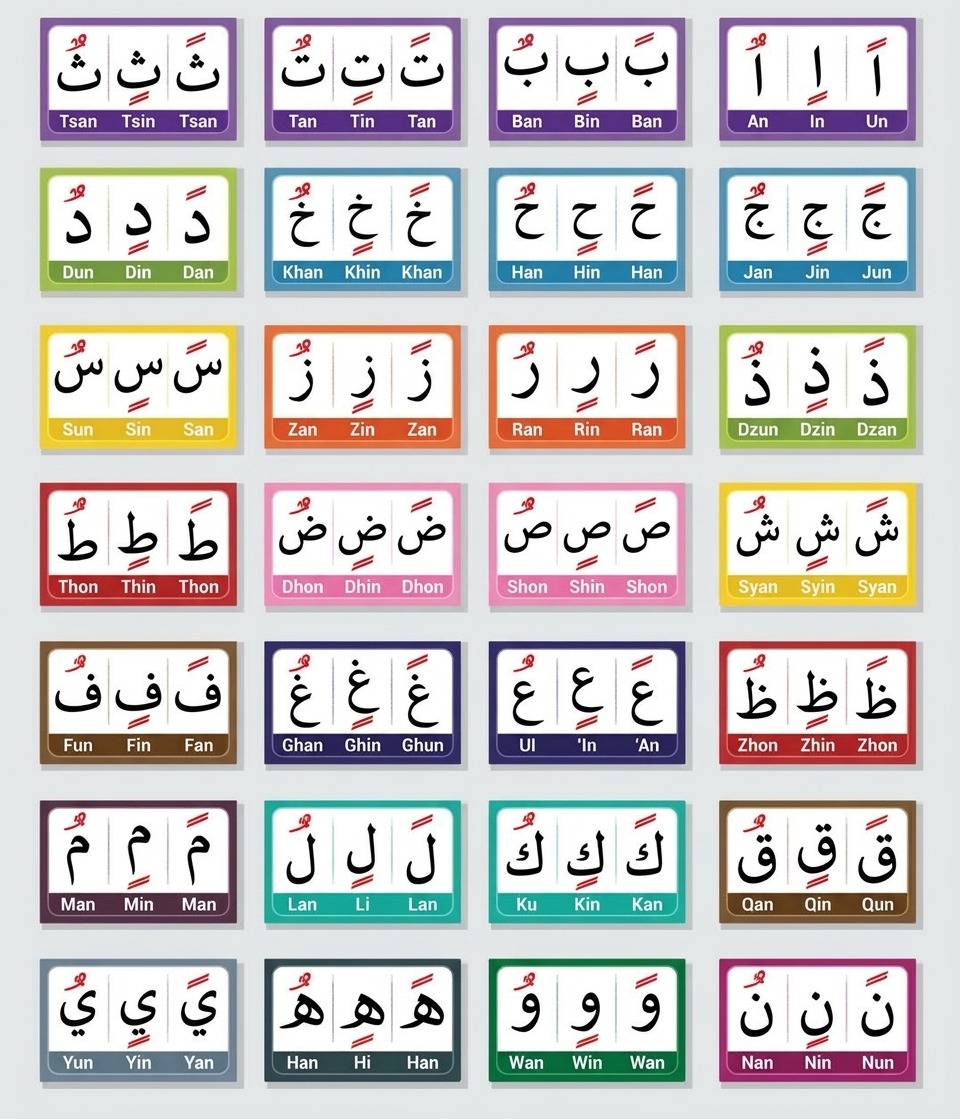 اً اٍ اٌ
An In Un
بً بٍ بٌ
Ban Bin Ban
تً تٍ تٌ
Tan Tin Tan
ثً ثٍ ثٌ
Tsan Tsin Tsan
جً جٍ جٌ
Jan Jin Jun
حً حٍ حٌ
Han Hin Han
خً خٍ خٌ
Khan Khin Khan
دً دٍ دٌ
Dun Din Dan
ذً ذٍ ذٌ
Dzun Dzin Dzan
رً رٍ رٌ
Ran Rin Ran
زً زٍ زٌ
Zan Zin Zan
سً سٍ سٌ
Sun Sin San
شً شٍ شٌ
Syan Syin Syan
صً صٍ صٌ
Shon Shin Shon
ضً ضٍ ضٌ
Dhon Dhin Dhon
طً طٍ طٌ
Thon Thin Thon
ظً ظٍ ظٌ
Zhon Zhin Zhon
عً عٍ عٌ
Ul 'In ‘An
غً غٍ غٌ
Ghan Ghin Ghun
فً فٍ فٌ
Fun Fin Fan
قً قٍ قٌ
Qan Qin Qun
كً كٍ كٌ
Ku Kin Kan
لً لٍ لٌ
Lan Li Lan
مً مٍ مٌ
Man Min Man
نً نٍ نٌ
Nan Nin Nun
وً وٍ وٌ
Wan Win Wan
هً هٍ هٌ
Han Hi Han
يً يٍ يٌ
Yun Yin Yan